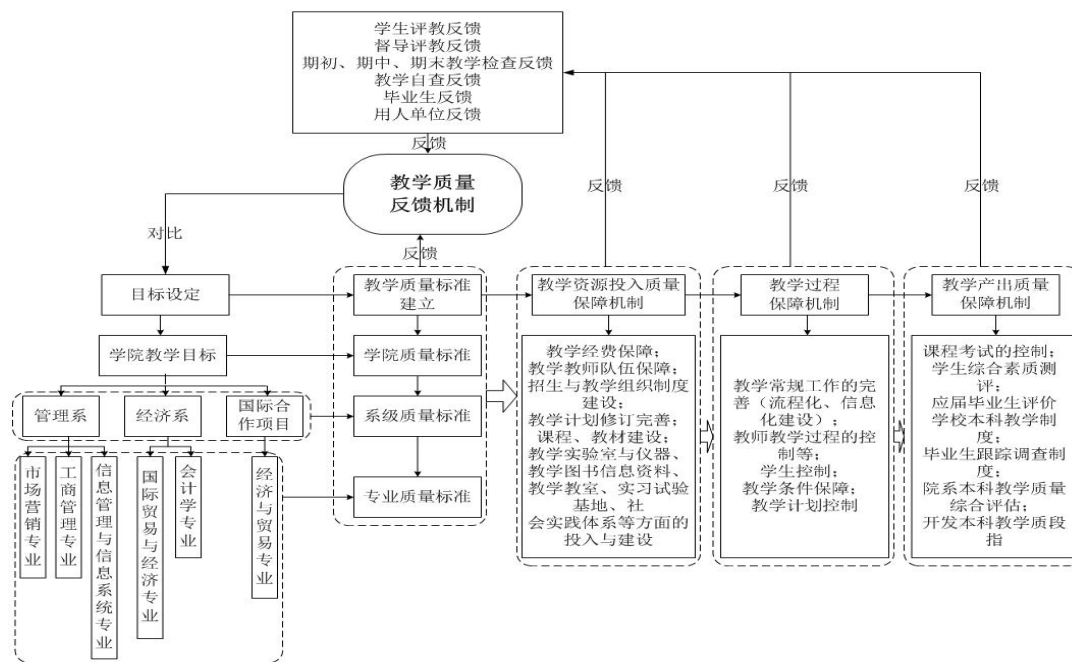 学生评教反馈
督导评教反馈
期初、期中、期末教学检查反馈
教学自查反馈
毕业生反馈
用人单位反馈
反馈
教学质量
反馈机制
反馈
反馈
反馈
对比
反馈
目标设定
教学质量标准
建立
教学资源投入质量
保障机制
教学过程
保障机制
教学产出质量
保障机制
学院教学目标
学院质量标准
管理系
经济系
国际合
作项目
系级质量标准
专业质量标准
市场营销专业
工商管理专业
信息管理与信息系统专业
国际贸易与经济专业
会计学专业
经济与贸易专业
教学经费保障；
教学教师队伍保障；
招生与教学组织制度
建设；
教学计划修订完善；
课程、教材建设；
教学实验室与仪器、
教学图书信息资料、
教学教室、实习试验
基地、社
会实践体系等方面的
投入与建设
教学常规工作的完
善（流程化、信息
化建设）；
教师教学过程的控
制等；
学生控制；
教学条件保障；
教学计划控制
课程考试的控制；
学生综合素质测
评；
应届毕业生评价
学校本科教学制
度；
毕业生跟踪调查制
度；
院系本科教学质量
综合评估；
开发本科教学质段
指